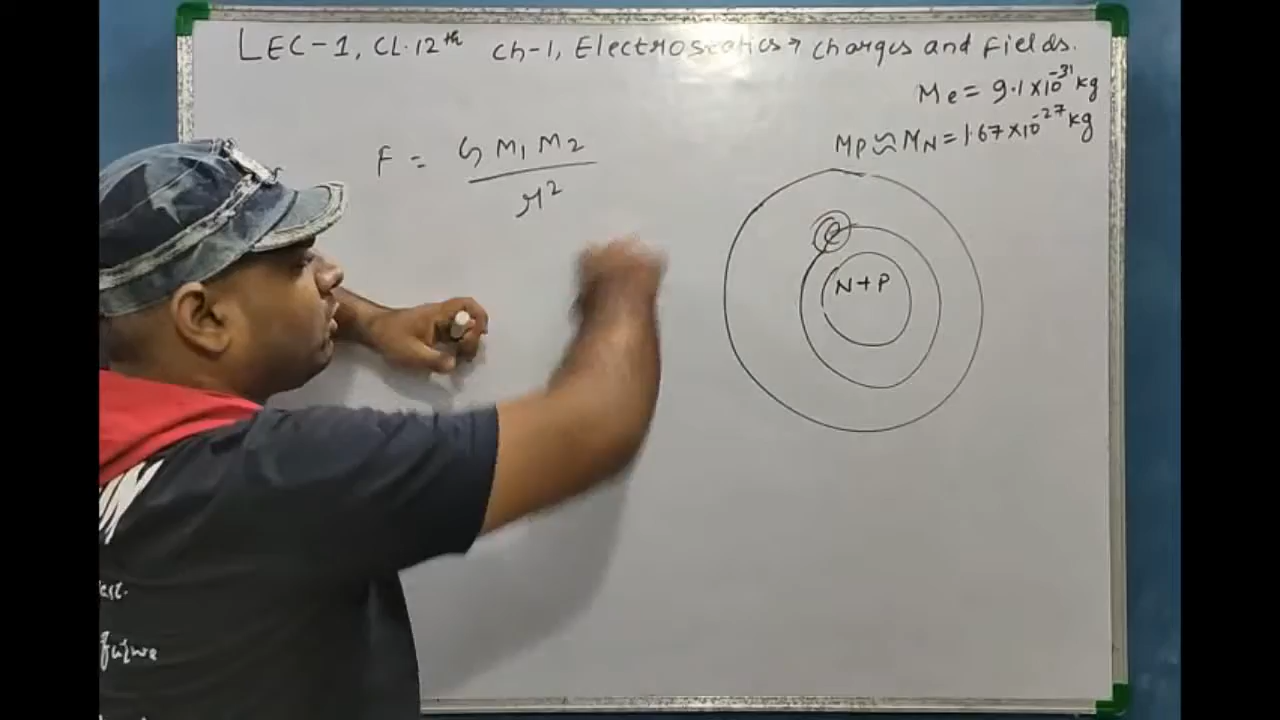 LEC-1, CL.12th Ch-1, Electrostatics → charges and Fields.
Me = 9.1×10^-31 kg
MP ≈ MN = 1.67×10^-27 kg
F = G M1 M2
r2
e
N+P